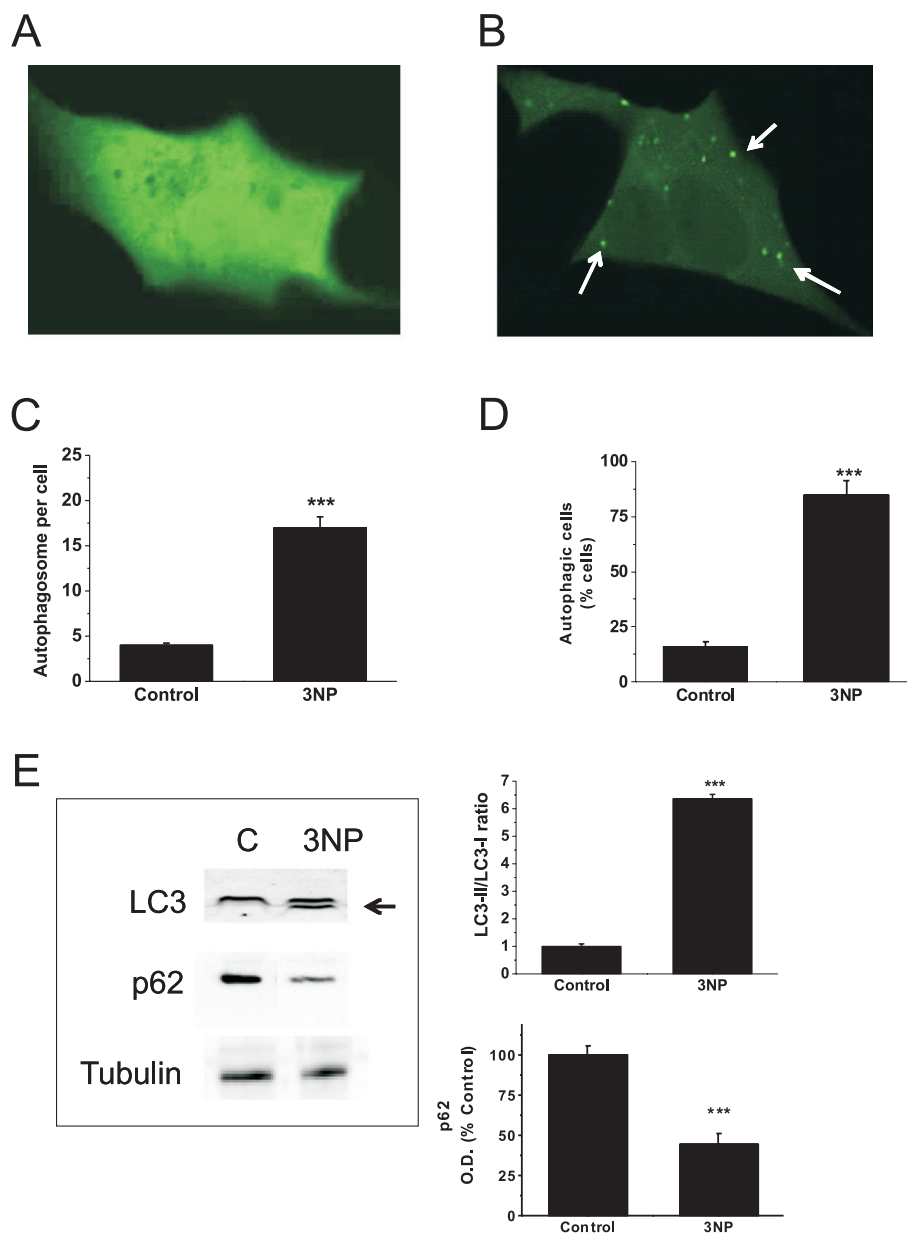 A
B
C
Autophagosome per cell
25
20
15
10
5
0
***
Control
3NP
D
Autophagic cells
(% cells)
100
75
50
25
0
***
Control
3NP
E
C 3NP
LC3
p62
Tubulin
LC3-II/LC3-I ratio
7
6
5
4
3
2
1
0
***
Control
3NP
p62
O.D. (% Control)
100
75
50
25
0
***
Control
3NP